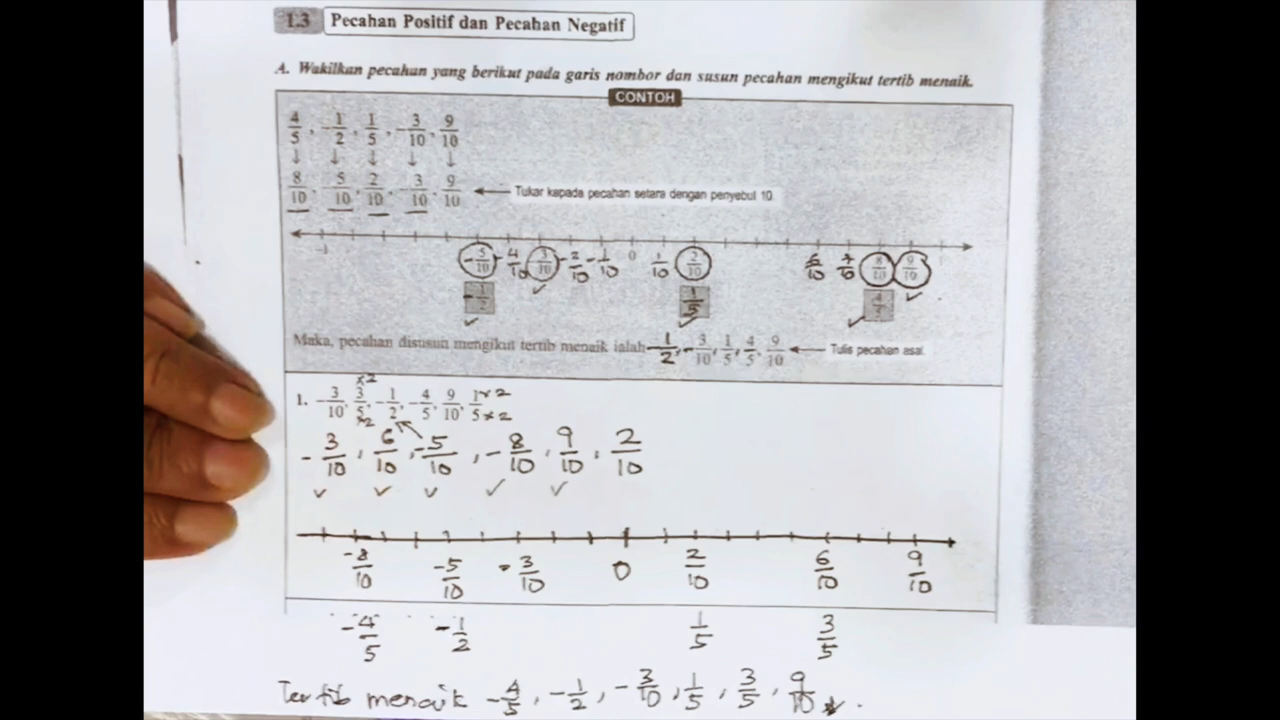 1.3 Pecahan Positif dan Pecahan Negatif
A. Wakilkan pecahan yang berikut pada garis nombor dan susun pecahan mengikut tertib menaik.
CONTOH
4/5, -1/2, 1/5, -3/10, 9/10
↓ ↓ ↓ ↓ ↓
8/10, -5/10, 2/10, -3/10, 9/10 ← Tukar kepada pecahan setara dengan penyebul 10.
-1 -5/10 -4/10 -3/10 -2/10 -1/10 0 1/10 2/10 6/10 7/10 8/10 9/10 1
-1/2 1/5 4/5
Maka, pecahan disusun mengikut tertib menaik ialah -1/2, -3/10, 1/5, 4/5, 9/10 ← Tulis pecahan asal.
1. -3/10, 3×2/5×2, -1/2, -4/5, 9/10, 1×2/5×2
-3/10, 6/10, -5/10, -8/10, 9/10, 2/10
-8/10 -5/10 -3/10 0 2/10 6/10 9/10
-4/5 -1/2 1/5 3/5
Tertib menaik -4/5, -1/2, -3/10, 1/5, 3/5, 9/10.